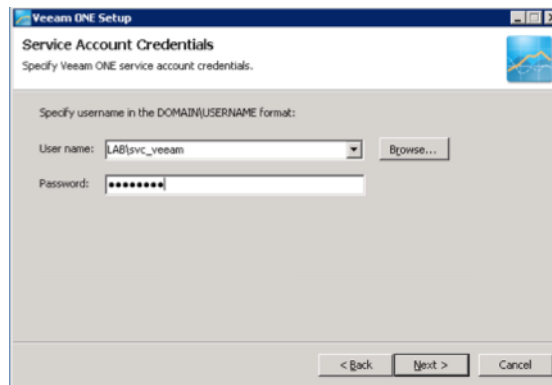 Veeam ONE Setup
Service Account Credentials
Specify Veeam ONE service account credentials.
Specify username in the DOMAIN\USERNAME format:
User name: LAB\svc_veeam Browse...
Password: ●●●●●●●●
< Back Next > Cancel